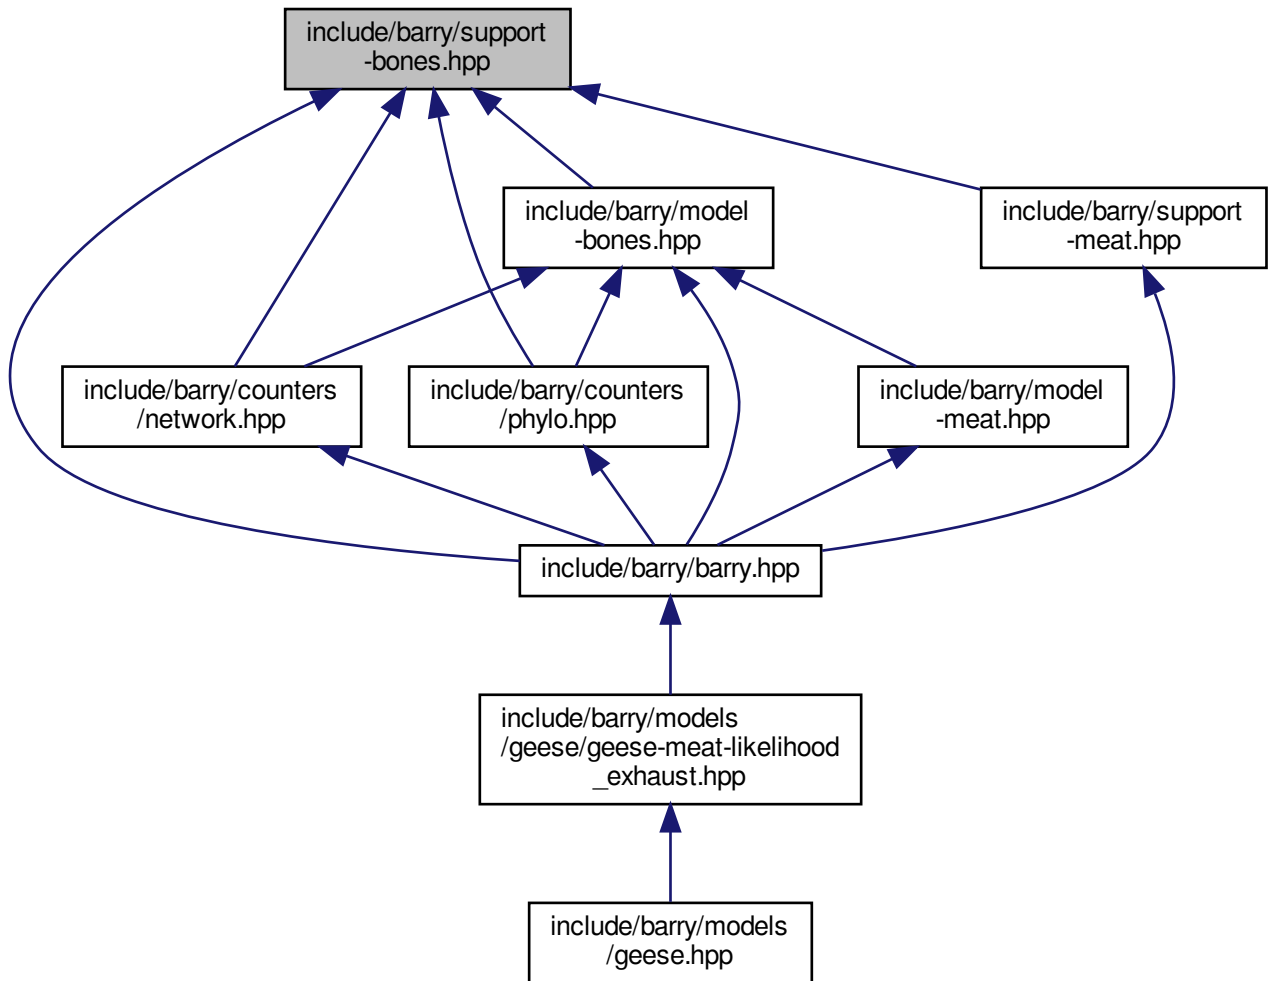 include/barry/support
-bones.hpp
include/barry/model
-bones.hpp
include/barry/support
-meat.hpp
include/barry/counters
/network.hpp
include/barry/counters
/phylo.hpp
include/barry/model
-meat.hpp
include/barry/barry.hpp
include/barry/models
/geese/geese-meat-likelihood
_exhaust.hpp
include/barry/models
/geese.hpp